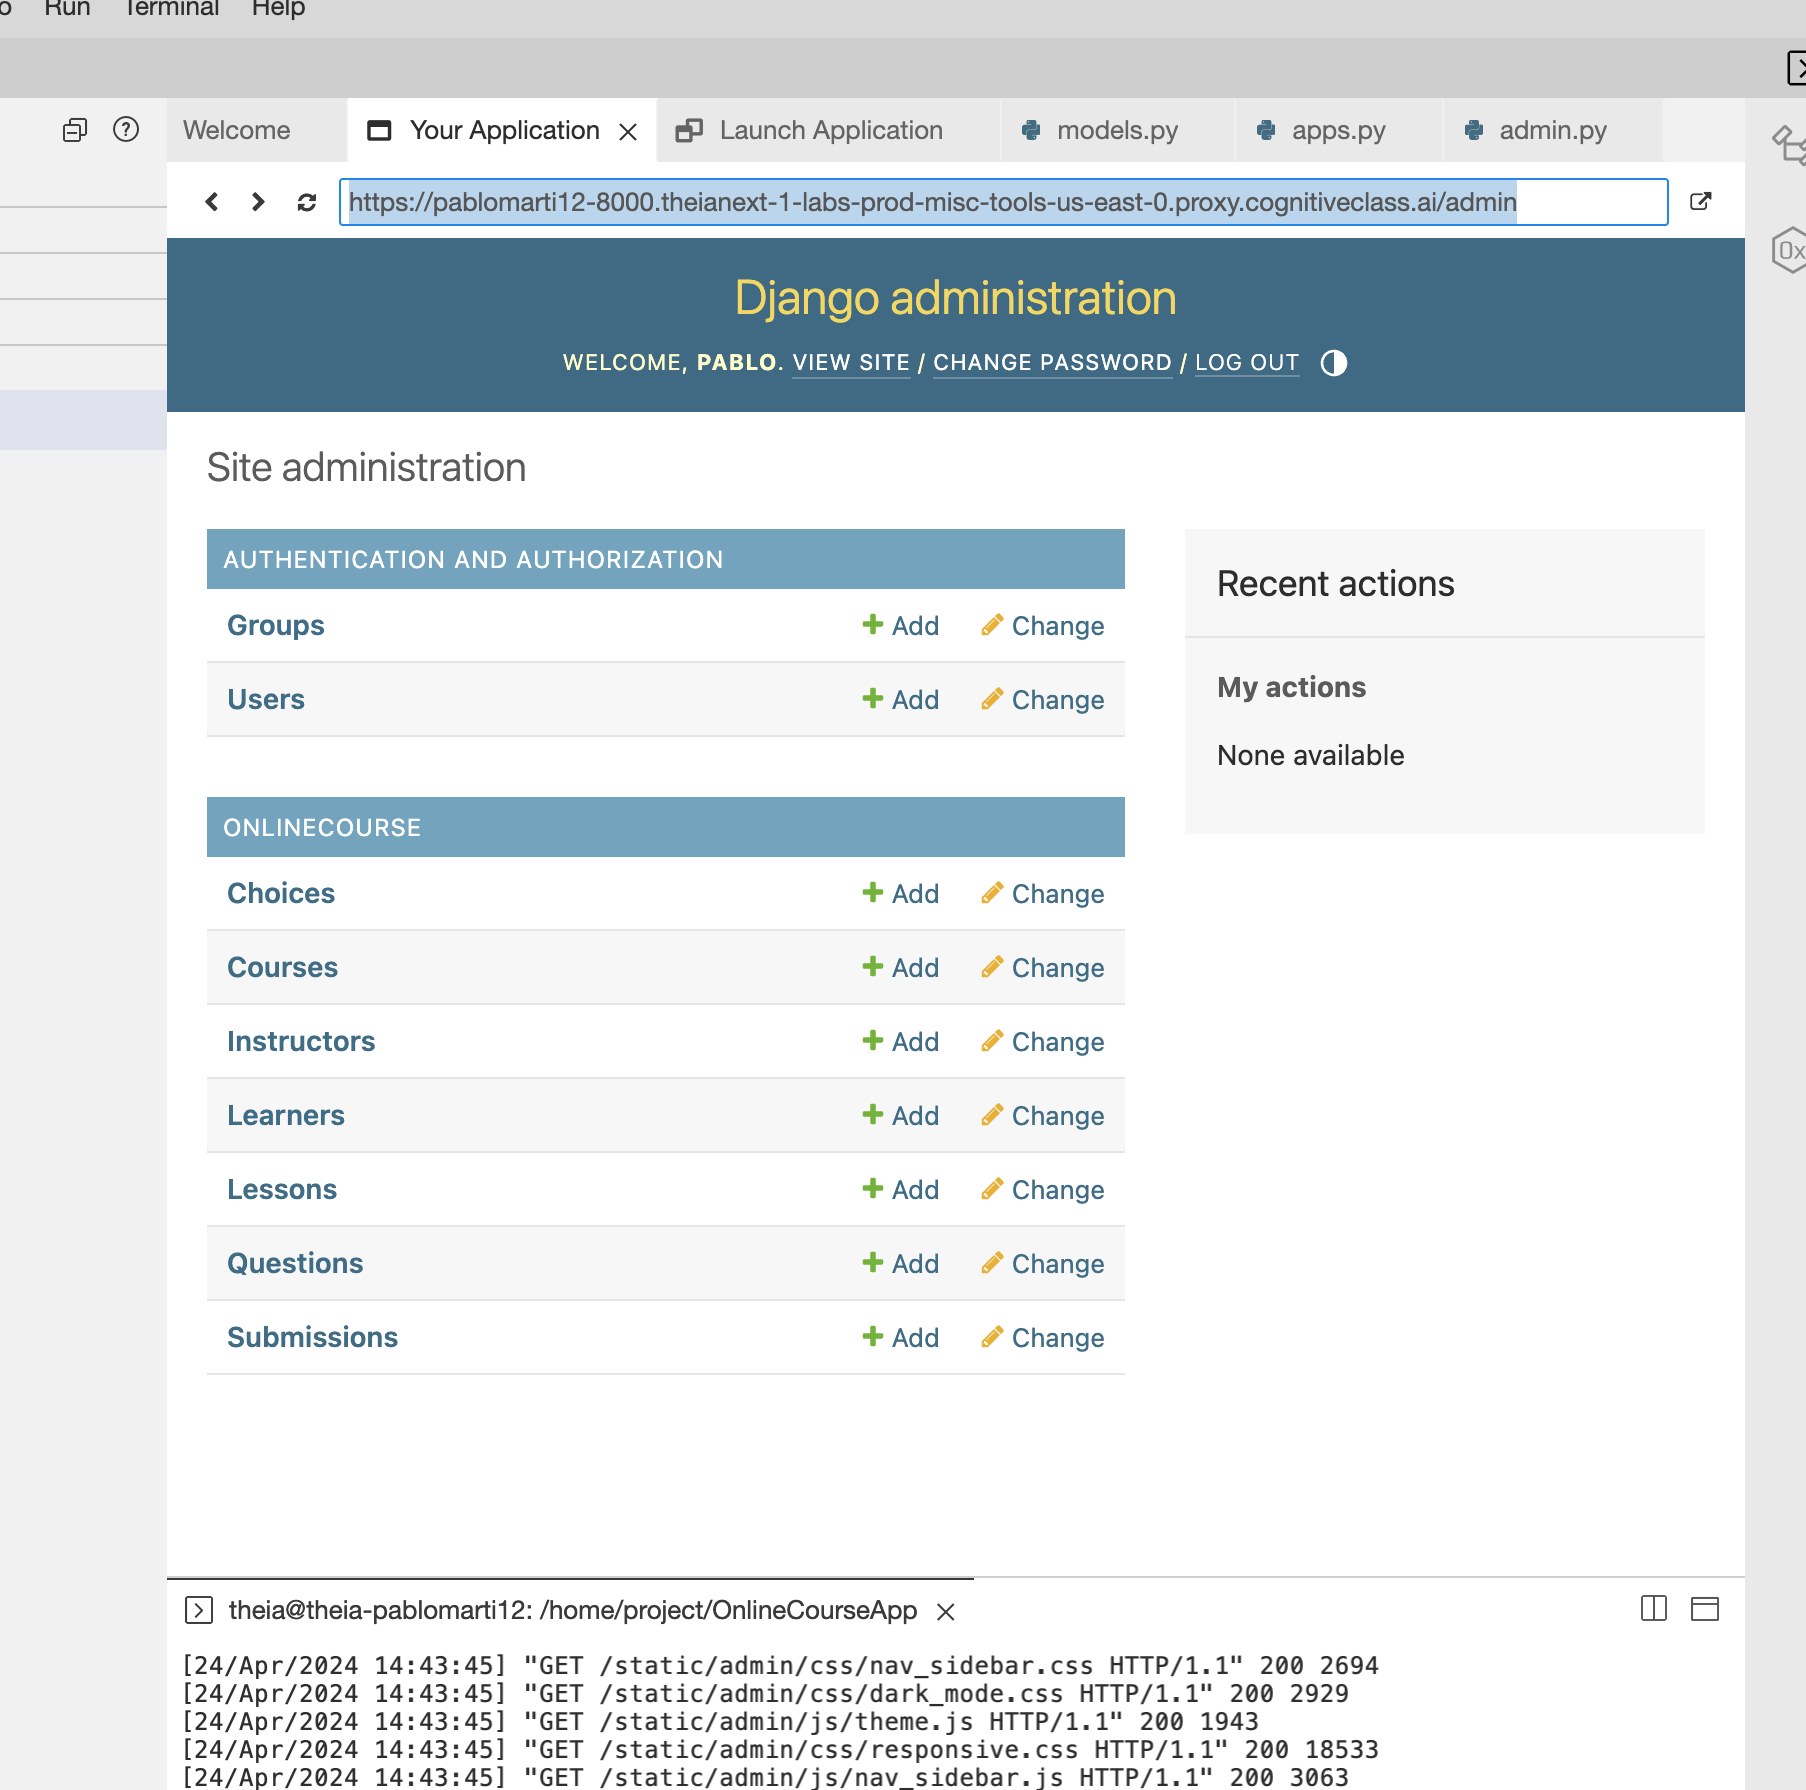 o Run Terminal Help
Welcome Your Application Launch Application models.py apps.py admin.py
https://pablomarti12-8000.theianext-1-labs-prod-misc-tools-us-east-0.proxy.cognitiveclass.ai/admin
0x
Django administration
WELCOME, PABLO. VIEW SITE / CHANGE PASSWORD / LOG OUT
Site administration
AUTHENTICATION AND AUTHORIZATION
Groups Add Change
Users Add Change
Recent actions
My actions
None available
ONLINECOURSE
Choices Add Change
Courses Add Change
Instructors Add Change
Learners Add Change
Lessons Add Change
Questions Add Change
Submissions Add Change
theia@theia-pablomarti12: /home/project/OnlineCourseApp
[24/Apr/2024 14:43:45] "GET /static/admin/css/nav_sidebar.css HTTP/1.1" 200 2694
[24/Apr/2024 14:43:45] "GET /static/admin/css/dark_mode.css HTTP/1.1" 200 2929
[24/Apr/2024 14:43:45] "GET /static/admin/js/theme.js HTTP/1.1" 200 1943
[24/Apr/2024 14:43:45] "GET /static/admin/css/responsive.css HTTP/1.1" 200 18533
[24/Apr/2024 14:43:45] "GET /static/admin/js/nav_sidebar.js HTTP/1.1" 200 3063